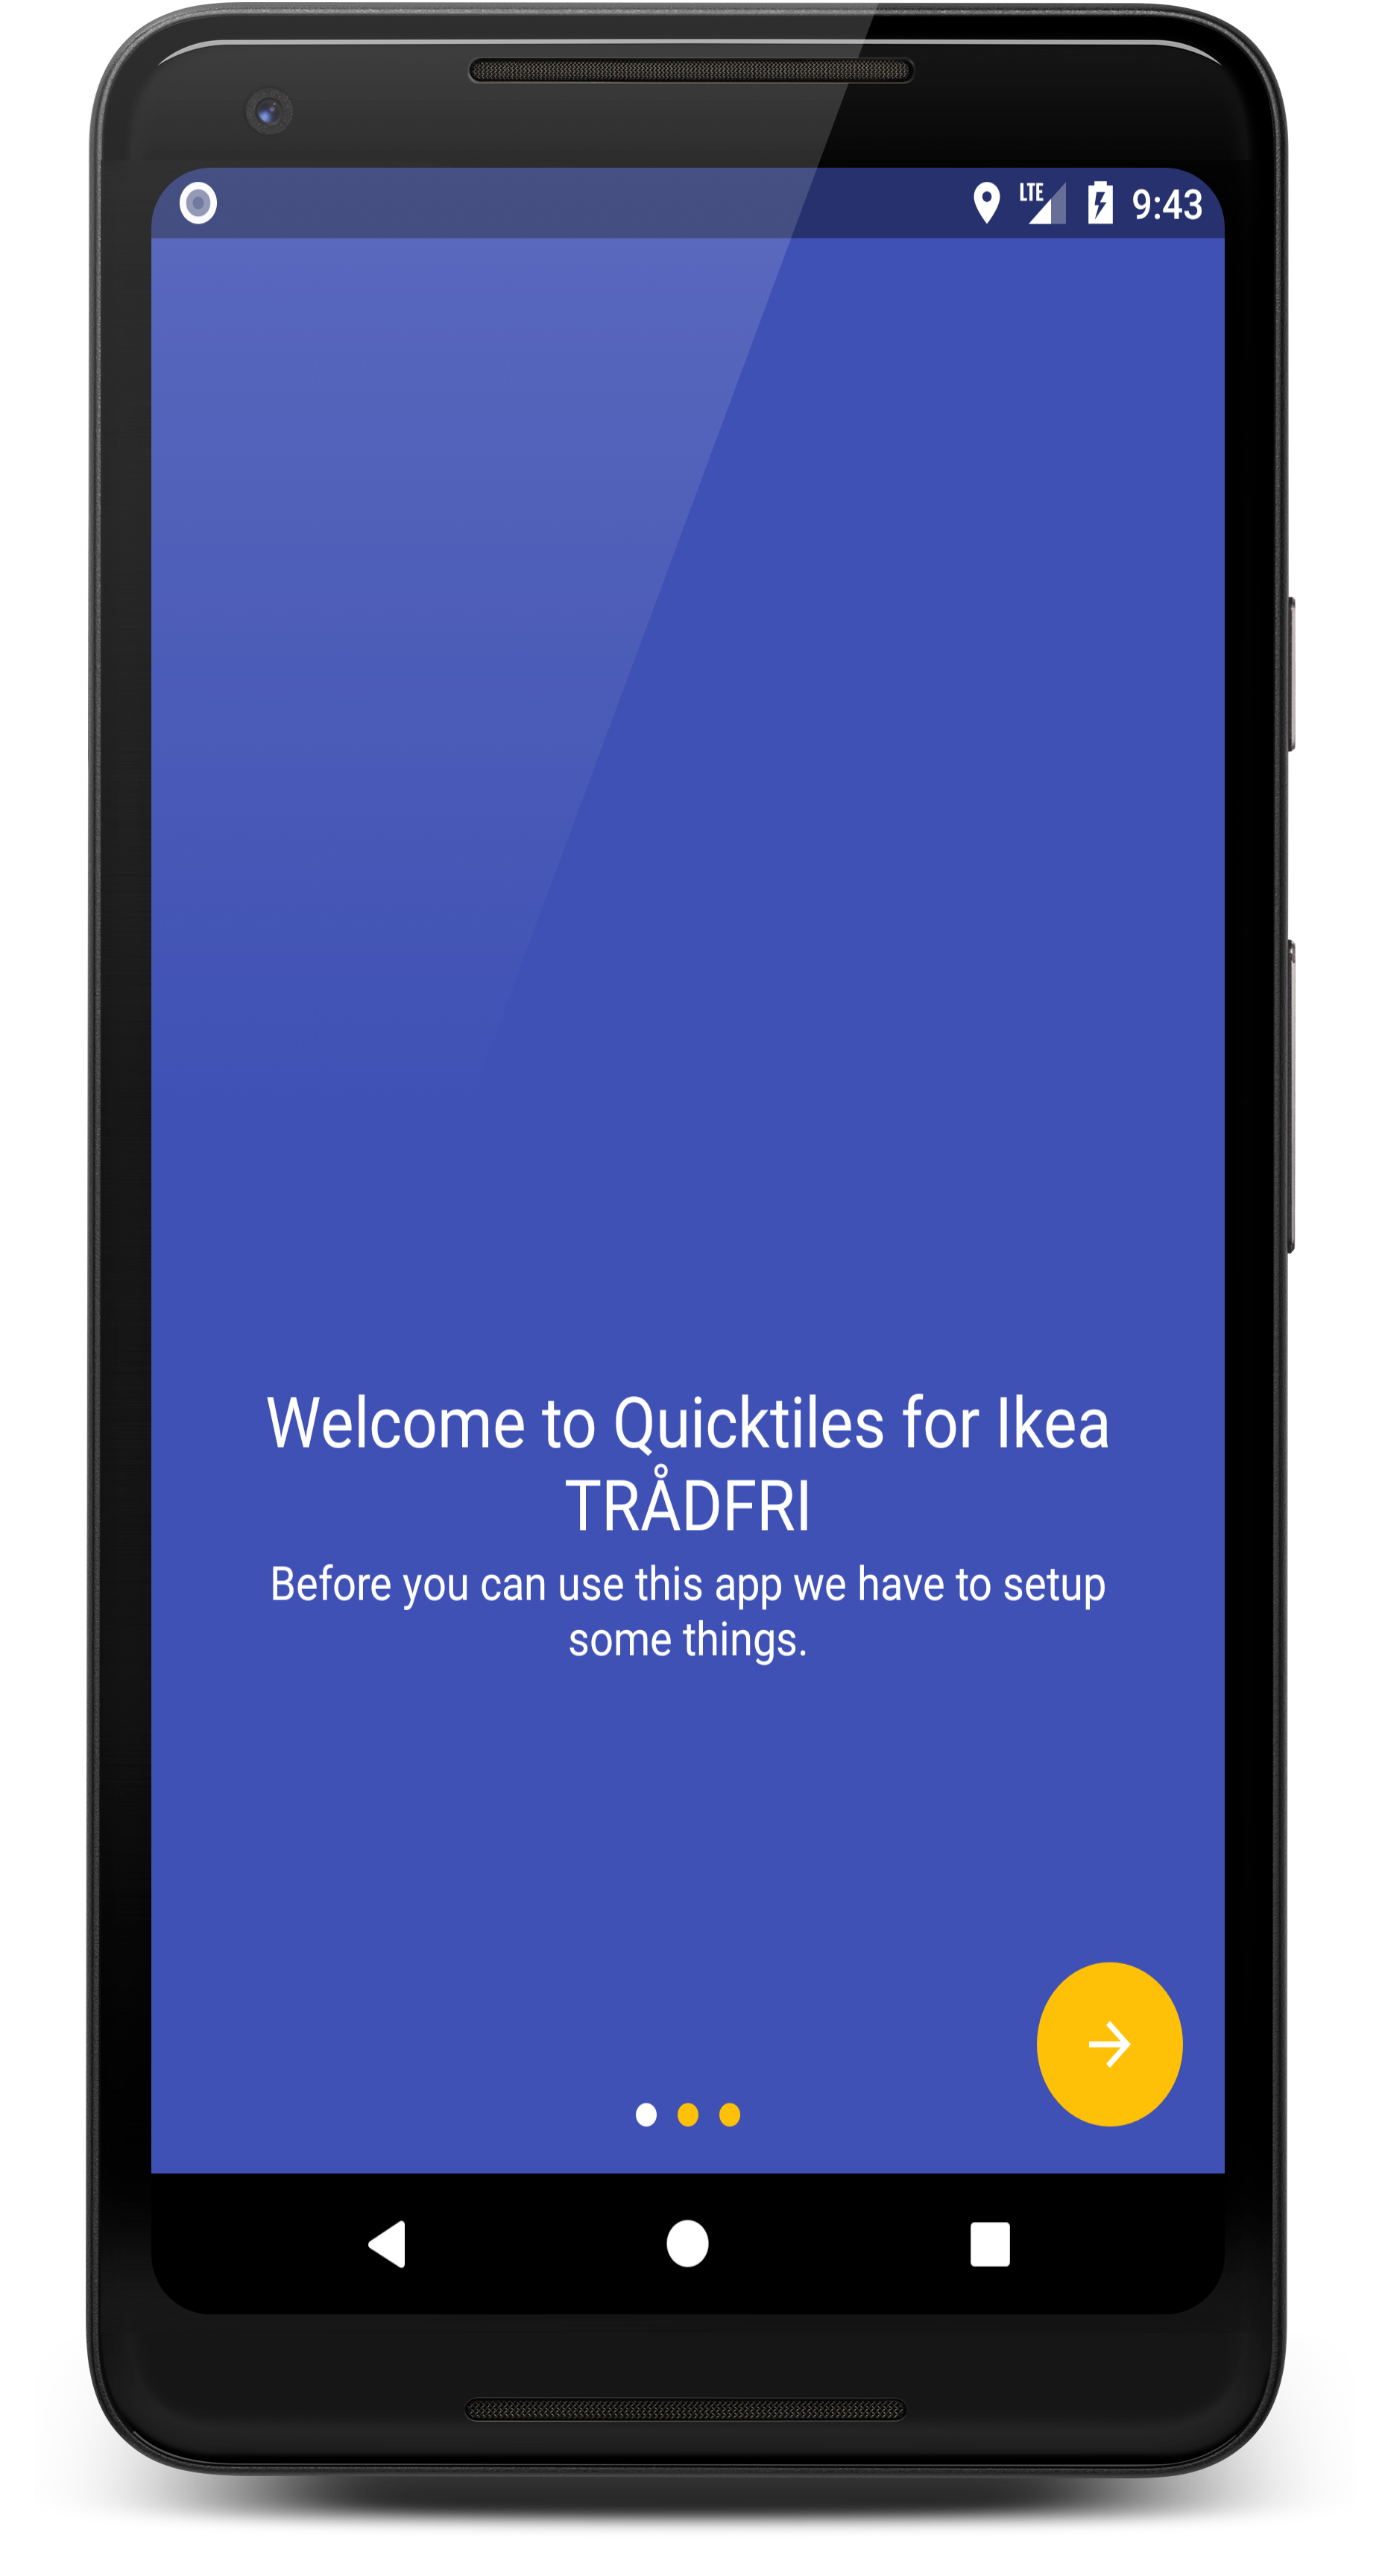 LTE 9:43
Welcome to Quicktiles for Ikea
TRÅDFRI
Before you can use this app we have to setup
some things.